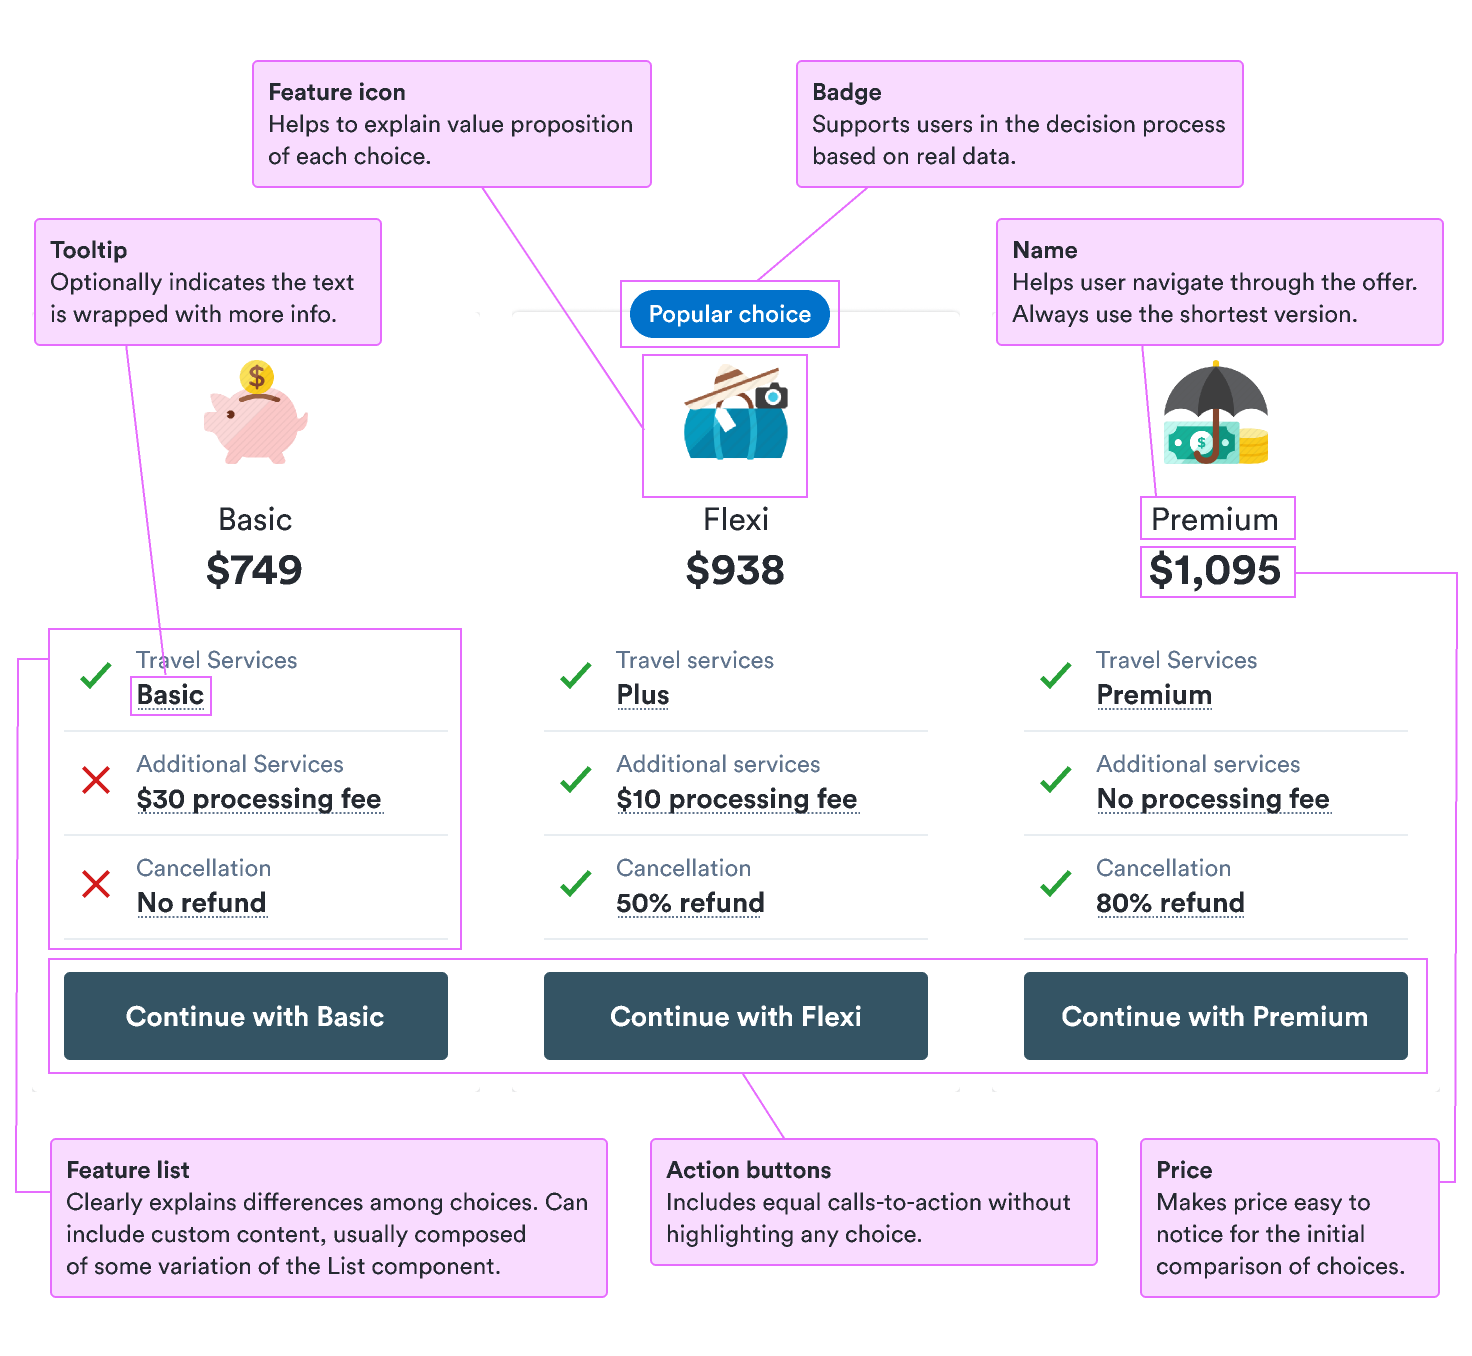 Feature icon
Helps to explain value proposition
of each choice.
Badge
Supports users in the decision process
based on real data.
Tooltip
Optionally indicates the text
is wrapped with more info.
Name
Helps user navigate through the offer.
Always use the shortest version.
Popular choice
$
$
Basic
$749
Flexi
$938
Premium
$1,095
Travel Services
Basic
Additional Services
$30 processing fee
Cancellation
No refund
Continue with Basic
Travel services
Plus
Additional services
$10 processing fee
Cancellation
50% refund
Continue with Flexi
Travel Services
Premium
Additional services
No processing fee
Cancellation
80% refund
Continue with Premium
Feature list
Clearly explains differences among choices. Can
include custom content, usually composed
of some variation of the List component.
Action buttons
Includes equal calls-to-action without
highlighting any choice.
Price
Makes price easy to
notice for the initial
comparison of choices.